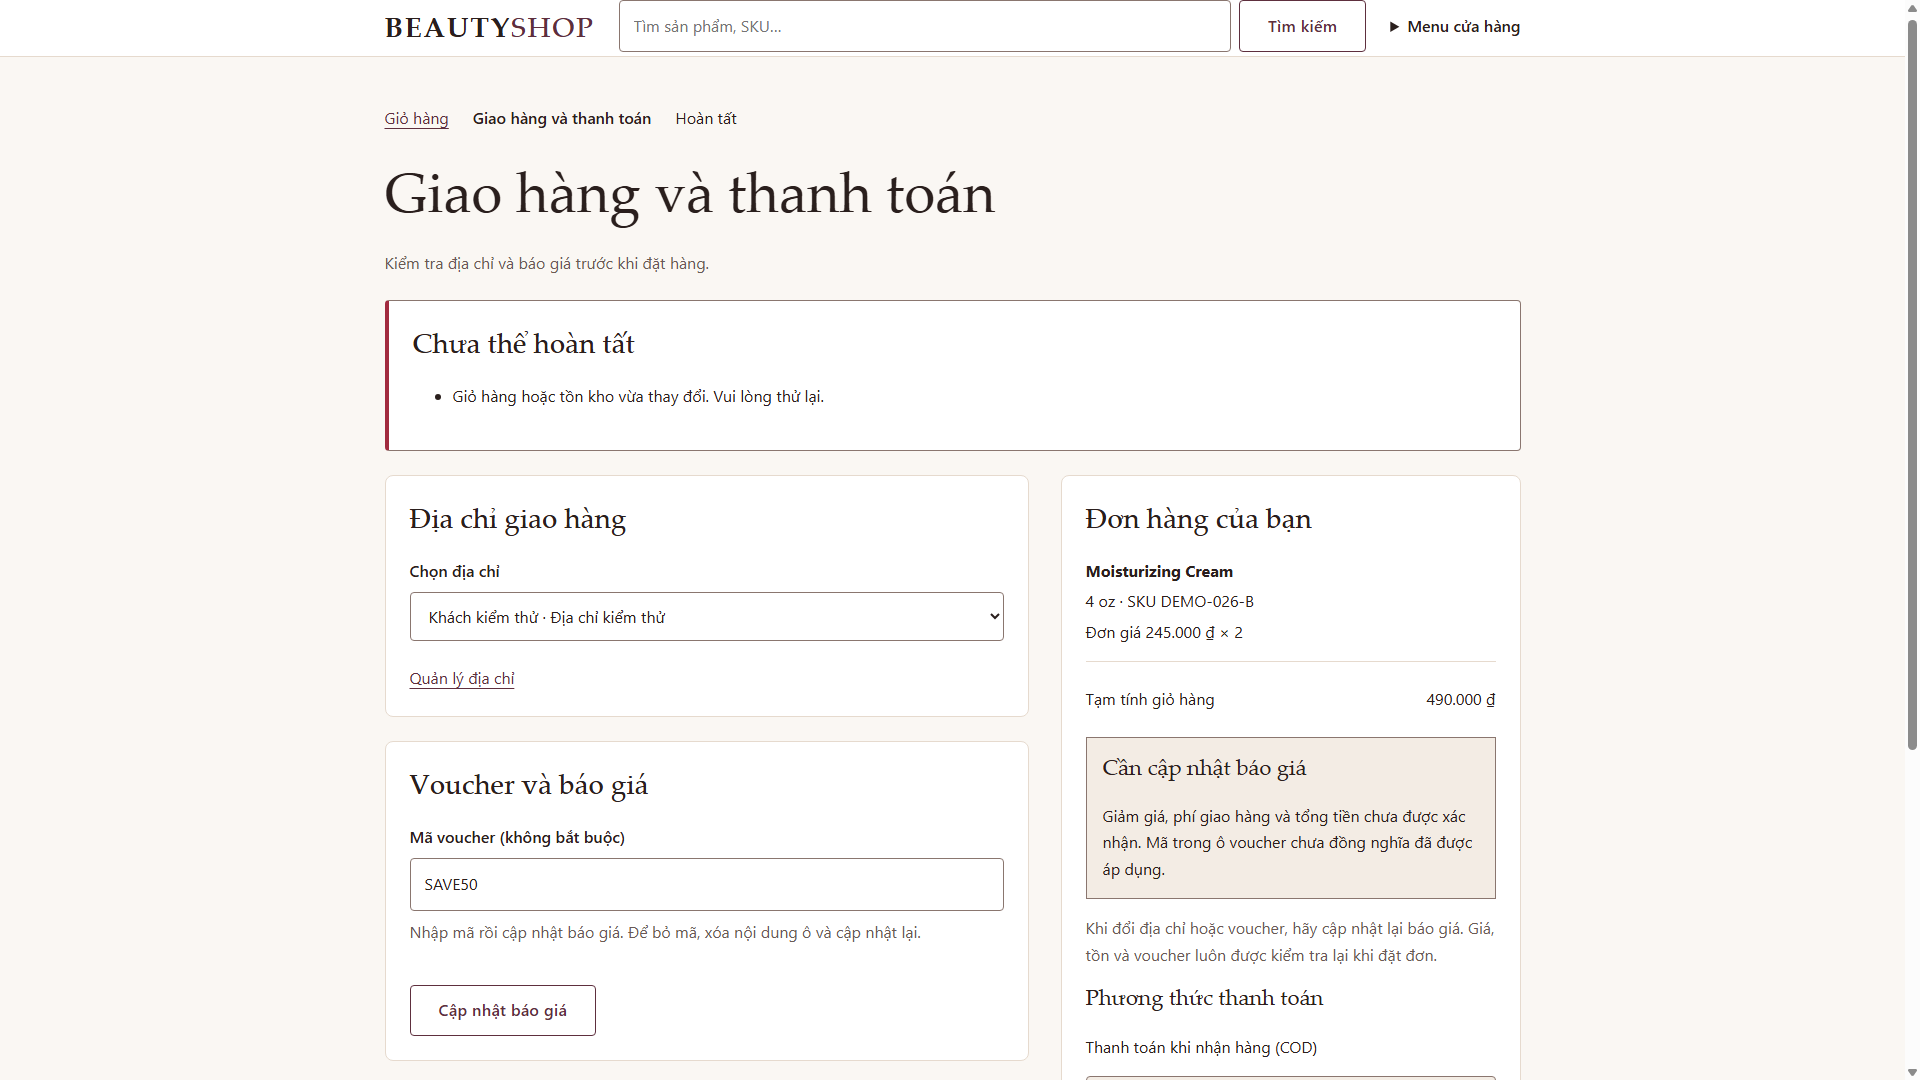 BEAUTYSHOP
Tìm sản phẩm, SKU...
Tìm kiếm
Menu cửa hàng
Giỏ hàng
Giao hàng và thanh toán
Hoàn tất
Giao hàng và thanh toán
Kiểm tra địa chỉ và báo giá trước khi đặt hàng.
Chưa thể hoàn tất
Giỏ hàng hoặc tồn kho vừa thay đổi. Vui lòng thử lại.
Địa chỉ giao hàng
Chọn địa chỉ
Khách kiểm thử · Địa chỉ kiểm thử
Quản lý địa chỉ
Voucher và báo giá
Mã voucher (không bắt buộc)
SAVE50
Nhập mã rồi cập nhật báo giá. Để bỏ mã, xóa nội dung ô và cập nhật lại.
Cập nhật báo giá
Đơn hàng của bạn
Moisturizing Cream
4 oz · SKU DEMO-026-B
Đơn giá 245.000 ₫ × 2
Tạm tính giỏ hàng 490.000 ₫
Cần cập nhật báo giá
Giảm giá, phí giao hàng và tổng tiền chưa được xác
nhận. Mã trong ô voucher chưa đồng nghĩa đã được
áp dụng.
Khi đổi địa chỉ hoặc voucher, hãy cập nhật lại báo giá. Giá,
tồn và voucher luôn được kiểm tra lại khi đặt đơn.
Phương thức thanh toán
Thanh toán khi nhận hàng (COD)